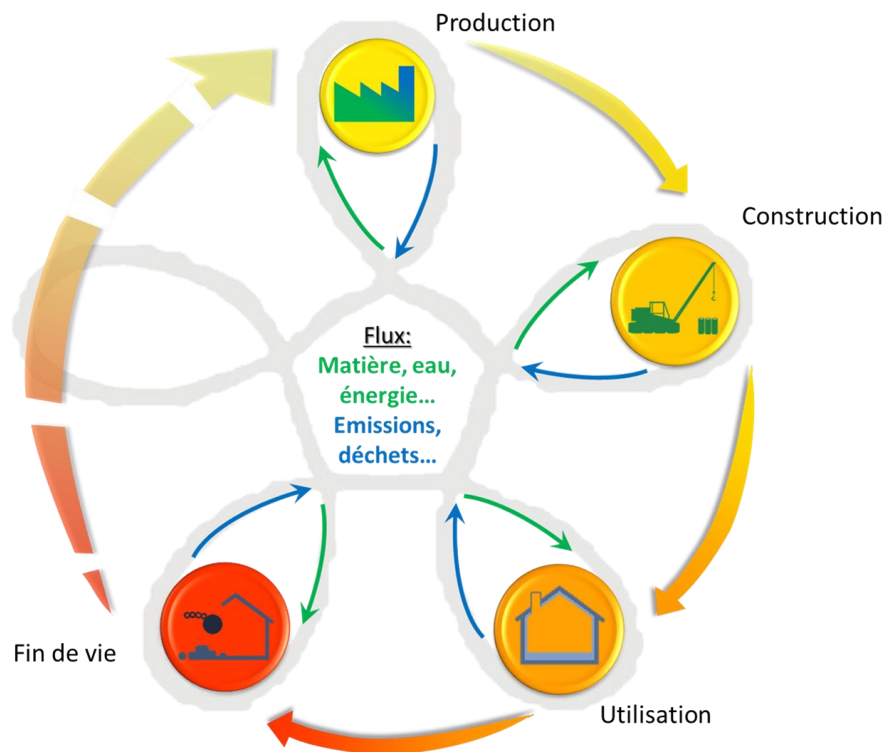 Production
Construction
Flux:
Matière, eau,
énergie…
Emissions,
déchets…
Fin de vie
Utilisation